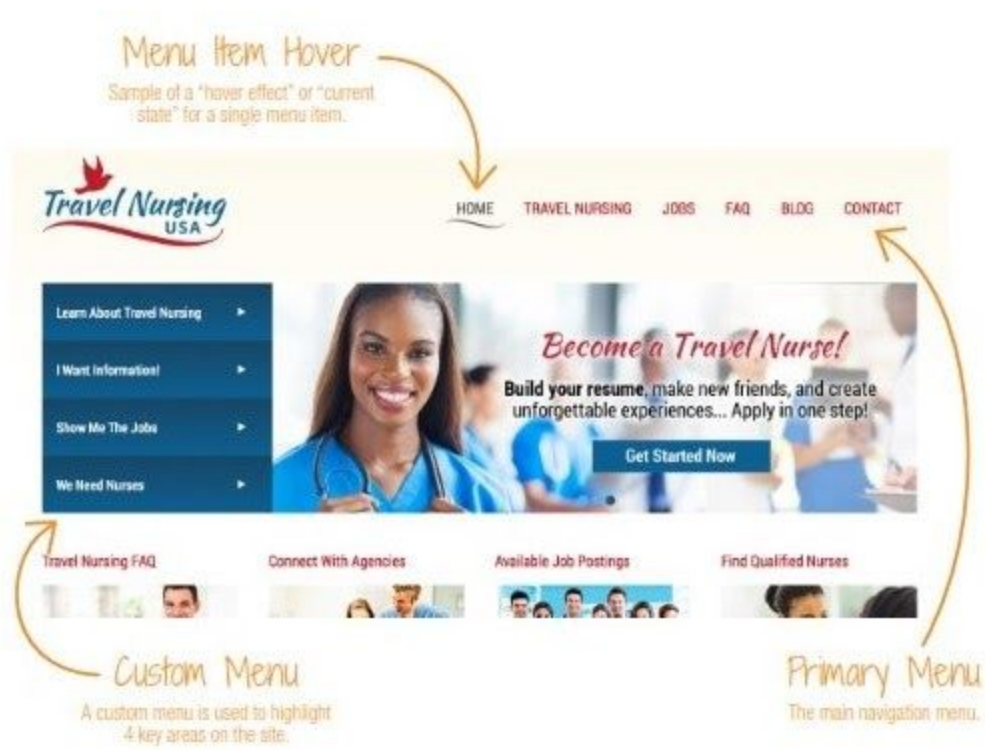 Menu Item Hover
Sample of a "hover effect" or "current
state" for a single menu item.
Travel Nursing
USA
HOME TRAVEL NURSING JOBS FAQ BLOG CONTACT
Learn About Travel Nursing
I Want Information!
Show Me The Jobs
We Need Nurses
Become a Travel Nurse!
Build your resume, make new friends, and create
unforgettable experiences... Apply in one step!
Get Started Now
Travel Nursing FAQ
Connect With Agencies
Available Job Postings
Find Qualified Nurses
Custom Menu
A custom menu is used to highlight
4 key areas on the site.
Primary Menu
The main navigation menu.